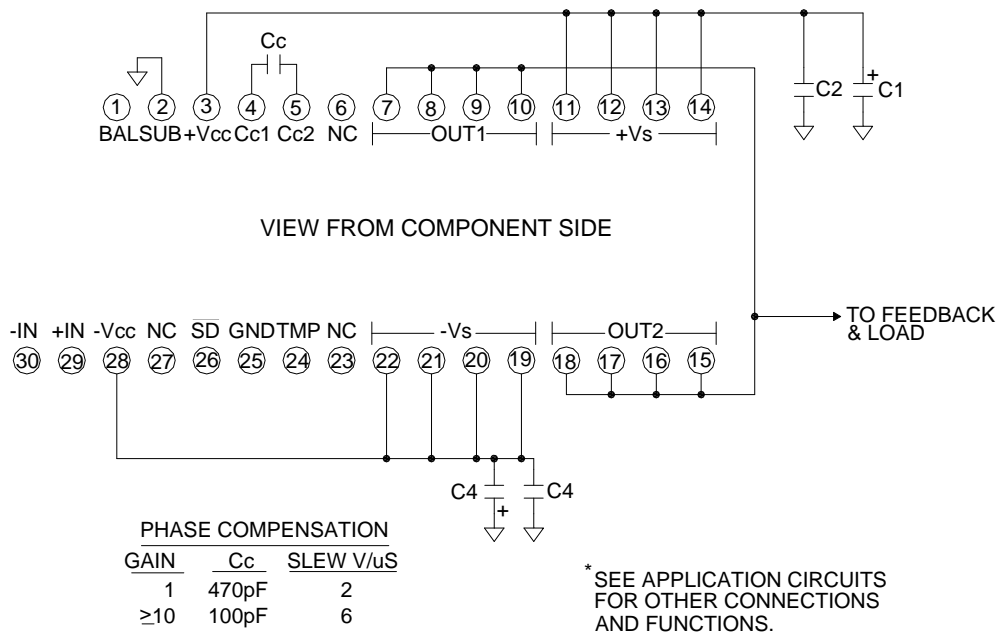 Cc
C2 + C1
1 2 3 4 5 6 7 8 9 10 11 12 13 14
BAL SUB +Vcc Cc1 Cc2 NC OUT1 +Vs
VIEW FROM COMPONENT SIDE
TO FEEDBACK
& LOAD
-IN +IN -Vcc NC SD GND TMP NC -Vs OUT2
30 29 28 27 26 25 24 23 22 21 20 19 18 17 16 15
C4 + C4
PHASE COMPENSATION
GAIN Cc SLEW V/uS
1 470pF 2
≥10 100pF 6
*SEE APPLICATION CIRCUITS
FOR OTHER CONNECTIONS
AND FUNCTIONS.